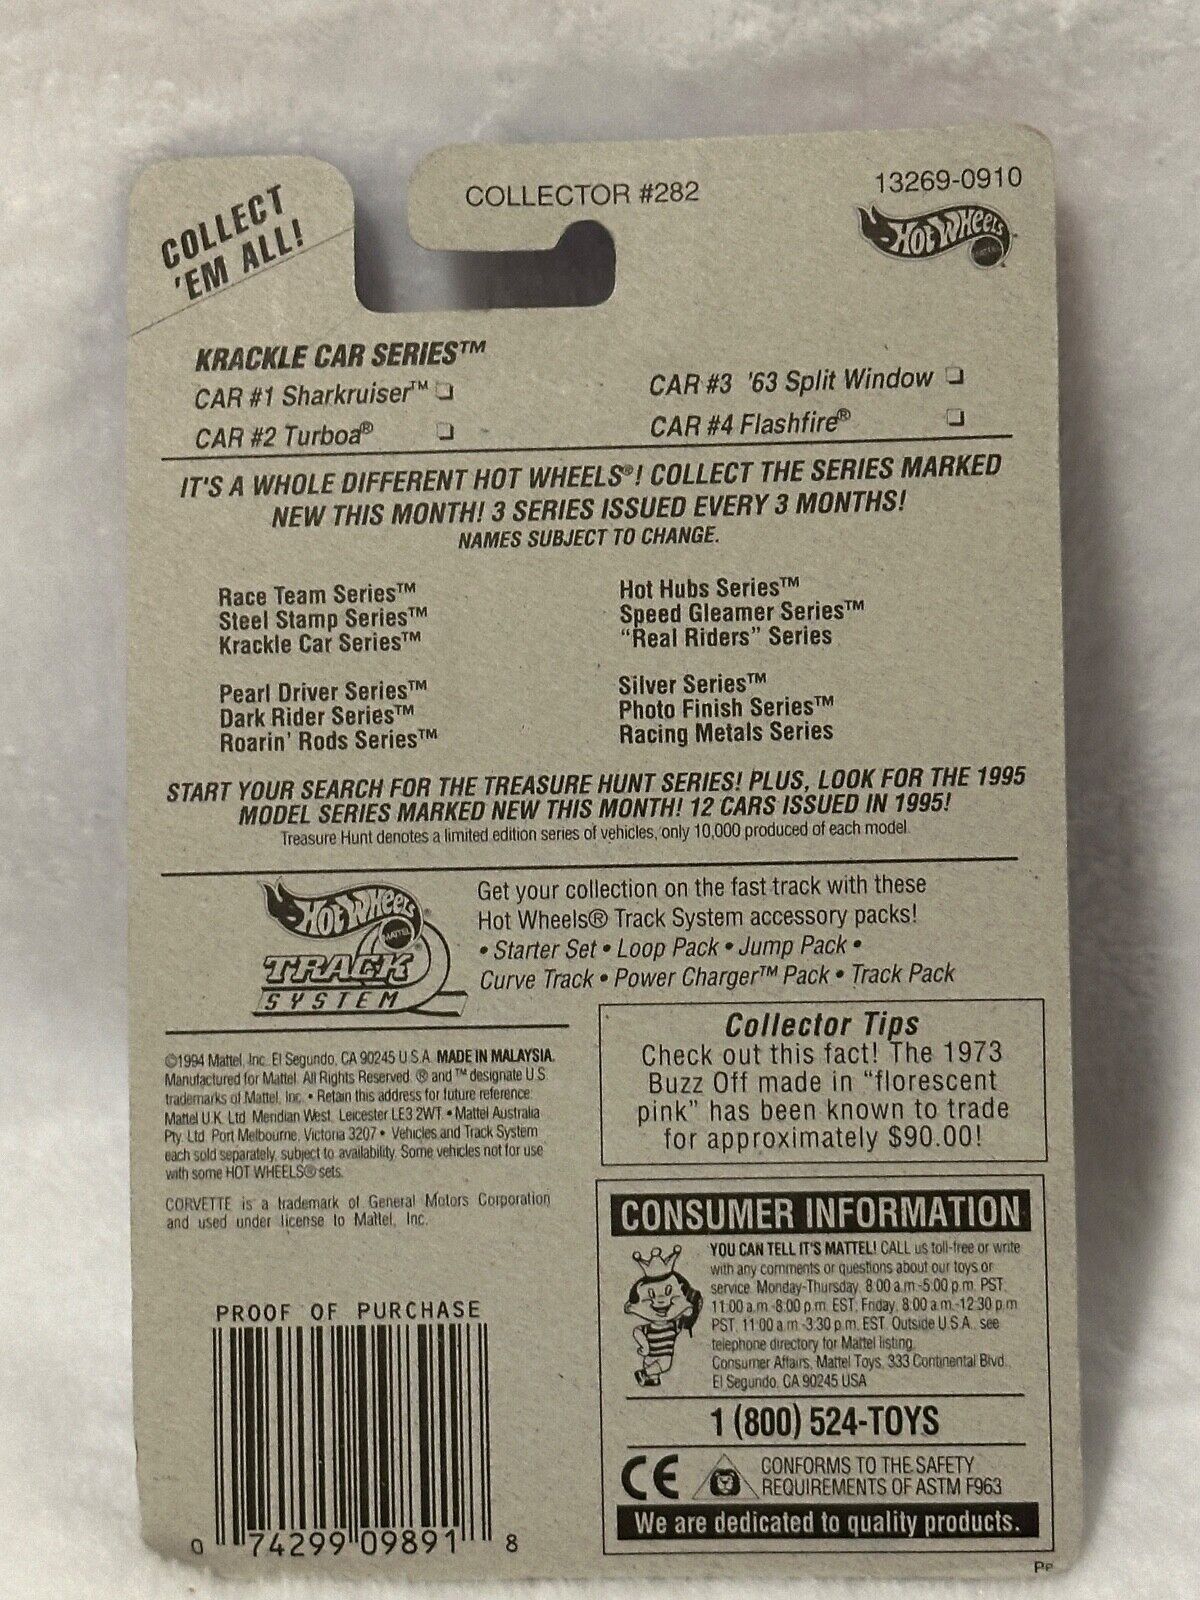 COLLECT
'EM ALL!
COLLECTOR #282
13269-0910
HOT WHEELS
MATTEL
KRACKLE CAR SERIES™
CAR #1 Sharkruiser™ ❏
CAR #2 Turboa® ❏
CAR #3 '63 Split Window ❏
CAR #4 Flashfire® ❏
IT'S A WHOLE DIFFERENT HOT WHEELS®! COLLECT THE SERIES MARKED
NEW THIS MONTH! 3 SERIES ISSUED EVERY 3 MONTHS!
NAMES SUBJECT TO CHANGE.
Race Team Series™
Steel Stamp Series™
Krackle Car Series™
Hot Hubs Series™
Speed Gleamer Series™
“Real Riders” Series
Pearl Driver Series™
Dark Rider Series™
Roarin' Rods Series™
Silver Series™
Photo Finish Series™
Racing Metals Series
START YOUR SEARCH FOR THE TREASURE HUNT SERIES! PLUS, LOOK FOR THE 1995
MODEL SERIES MARKED NEW THIS MONTH! 12 CARS ISSUED IN 1995!
Treasure Hunt denotes a limited edition series of vehicles, only 10,000 produced of each model.
HOT WHEELS®
MATTEL®
TRACK
SYSTEM
Get your collection on the fast track with these
Hot Wheels® Track System accessory packs!
• Starter Set • Loop Pack • Jump Pack •
Curve Track • Power Charger™ Pack • Track Pack
©1994 Mattel, Inc. El Segundo, CA 90245 U.S.A. MADE IN MALAYSIA.
Manufactured for Mattel. All Rights Reserved. ® and ™ designate U.S.
trademarks of Mattel, Inc. • Retain this address for future reference:
Mattel U.K. Ltd. Meridian West, Leicester LE3 2WT. • Mattel Australia
Pty. Ltd. Port Melbourne, Victoria 3207 • Vehicles and Track System
each sold separately, subject to availability. Some vehicles not for use
with some HOT WHEELS® sets.
CORVETTE is a trademark of General Motors Corporation
and used under license to Mattel, Inc.
Collector Tips
Check out this fact! The 1973
Buzz Off made in “florescent
pink” has been known to trade
for approximately $90.00!
CONSUMER INFORMATION
YOU CAN TELL IT'S MATTEL! CALL us toll-free or write
with any comments or questions about our toys or
service. Monday-Thursday, 8:00 a.m.-5:00 p.m. PST,
11:00 a.m.-8:00 p.m. EST; Friday, 8:00 a.m.-12:30 p.m.
PST, 11:00 a.m.-3:30 p.m. EST. Outside U.S.A., see
telephone directory for Mattel listing.
Consumer Affairs, Mattel Toys, 333 Continental Blvd.,
El Segundo, CA 90245 USA
1 (800) 524-TOYS
CE
CONFORMS TO THE SAFETY
REQUIREMENTS OF ASTM F963
We are dedicated to quality products.
PROOF OF PURCHASE
0 74299 09891 8
PP